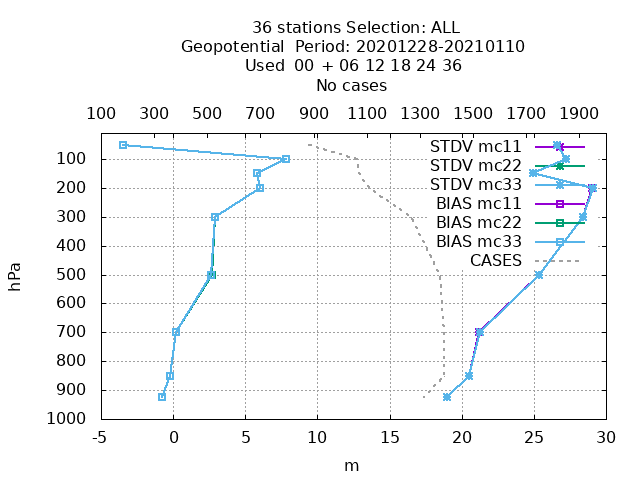 36 stations Selection: ALL
Geopotential  Period: 20201228-20210110
Used  00 + 06 12 18 24 36
No cases
100 300 500 700 900 1100 1300 1500 1700 1900
STDV mc11
STDV mc22
STDV mc33
BIAS mc11
BIAS mc22
BIAS mc33
CASES
100
200
300
400
500
600
700
800
900
1000
hPa
-5 0 5 10 15 20 25 30
m